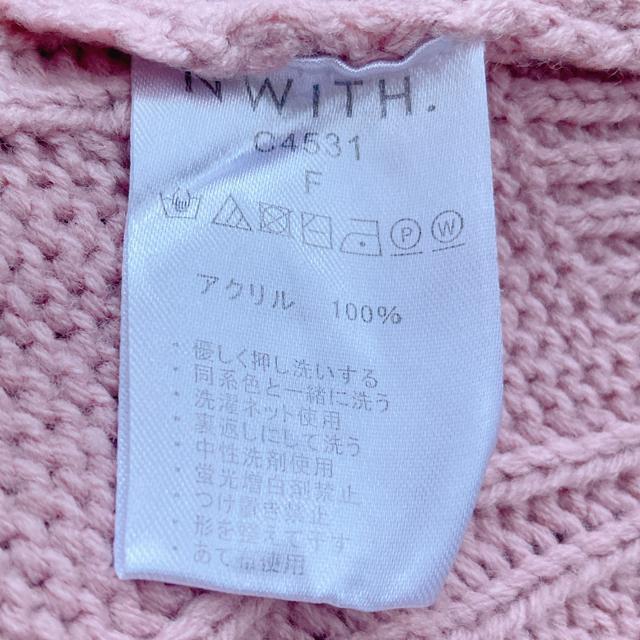 N WITH.
C4531
F
P W
アクリル 100%
・優しく押し洗いする
・同系色と一緒に洗う
・洗濯ネット使用
・裏返しにして洗う
・中性洗剤使用
・蛍光増白剤禁止
・つけ置き禁止
・形を整えて干す
・あて布使用